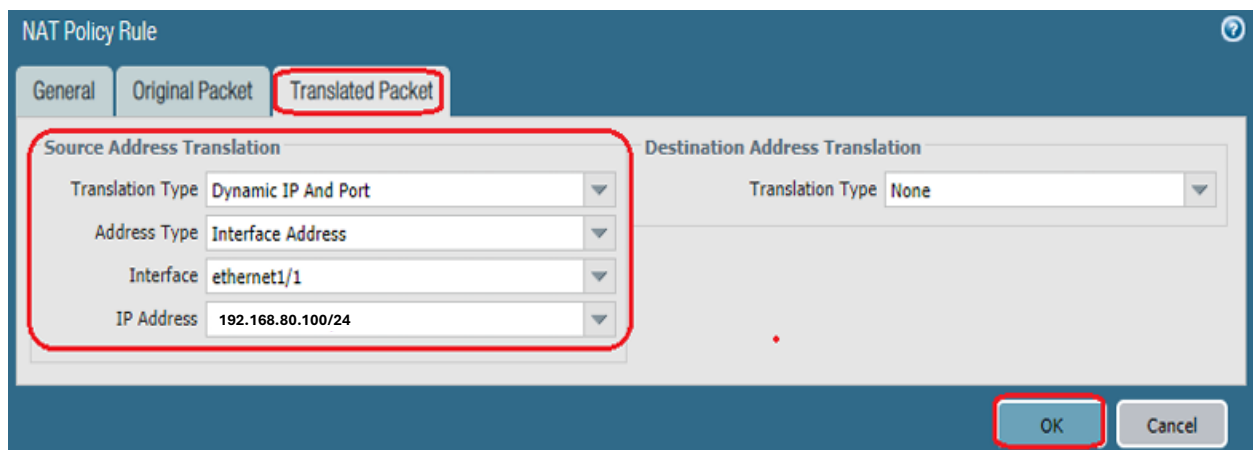 NAT Policy Rule
?
General Original Packet Translated Packet
Source Address Translation
Translation Type Dynamic IP And Port
Address Type Interface Address
Interface ethernet1/1
IP Address 192.168.80.100/24
Destination Address Translation
Translation Type None
OK Cancel